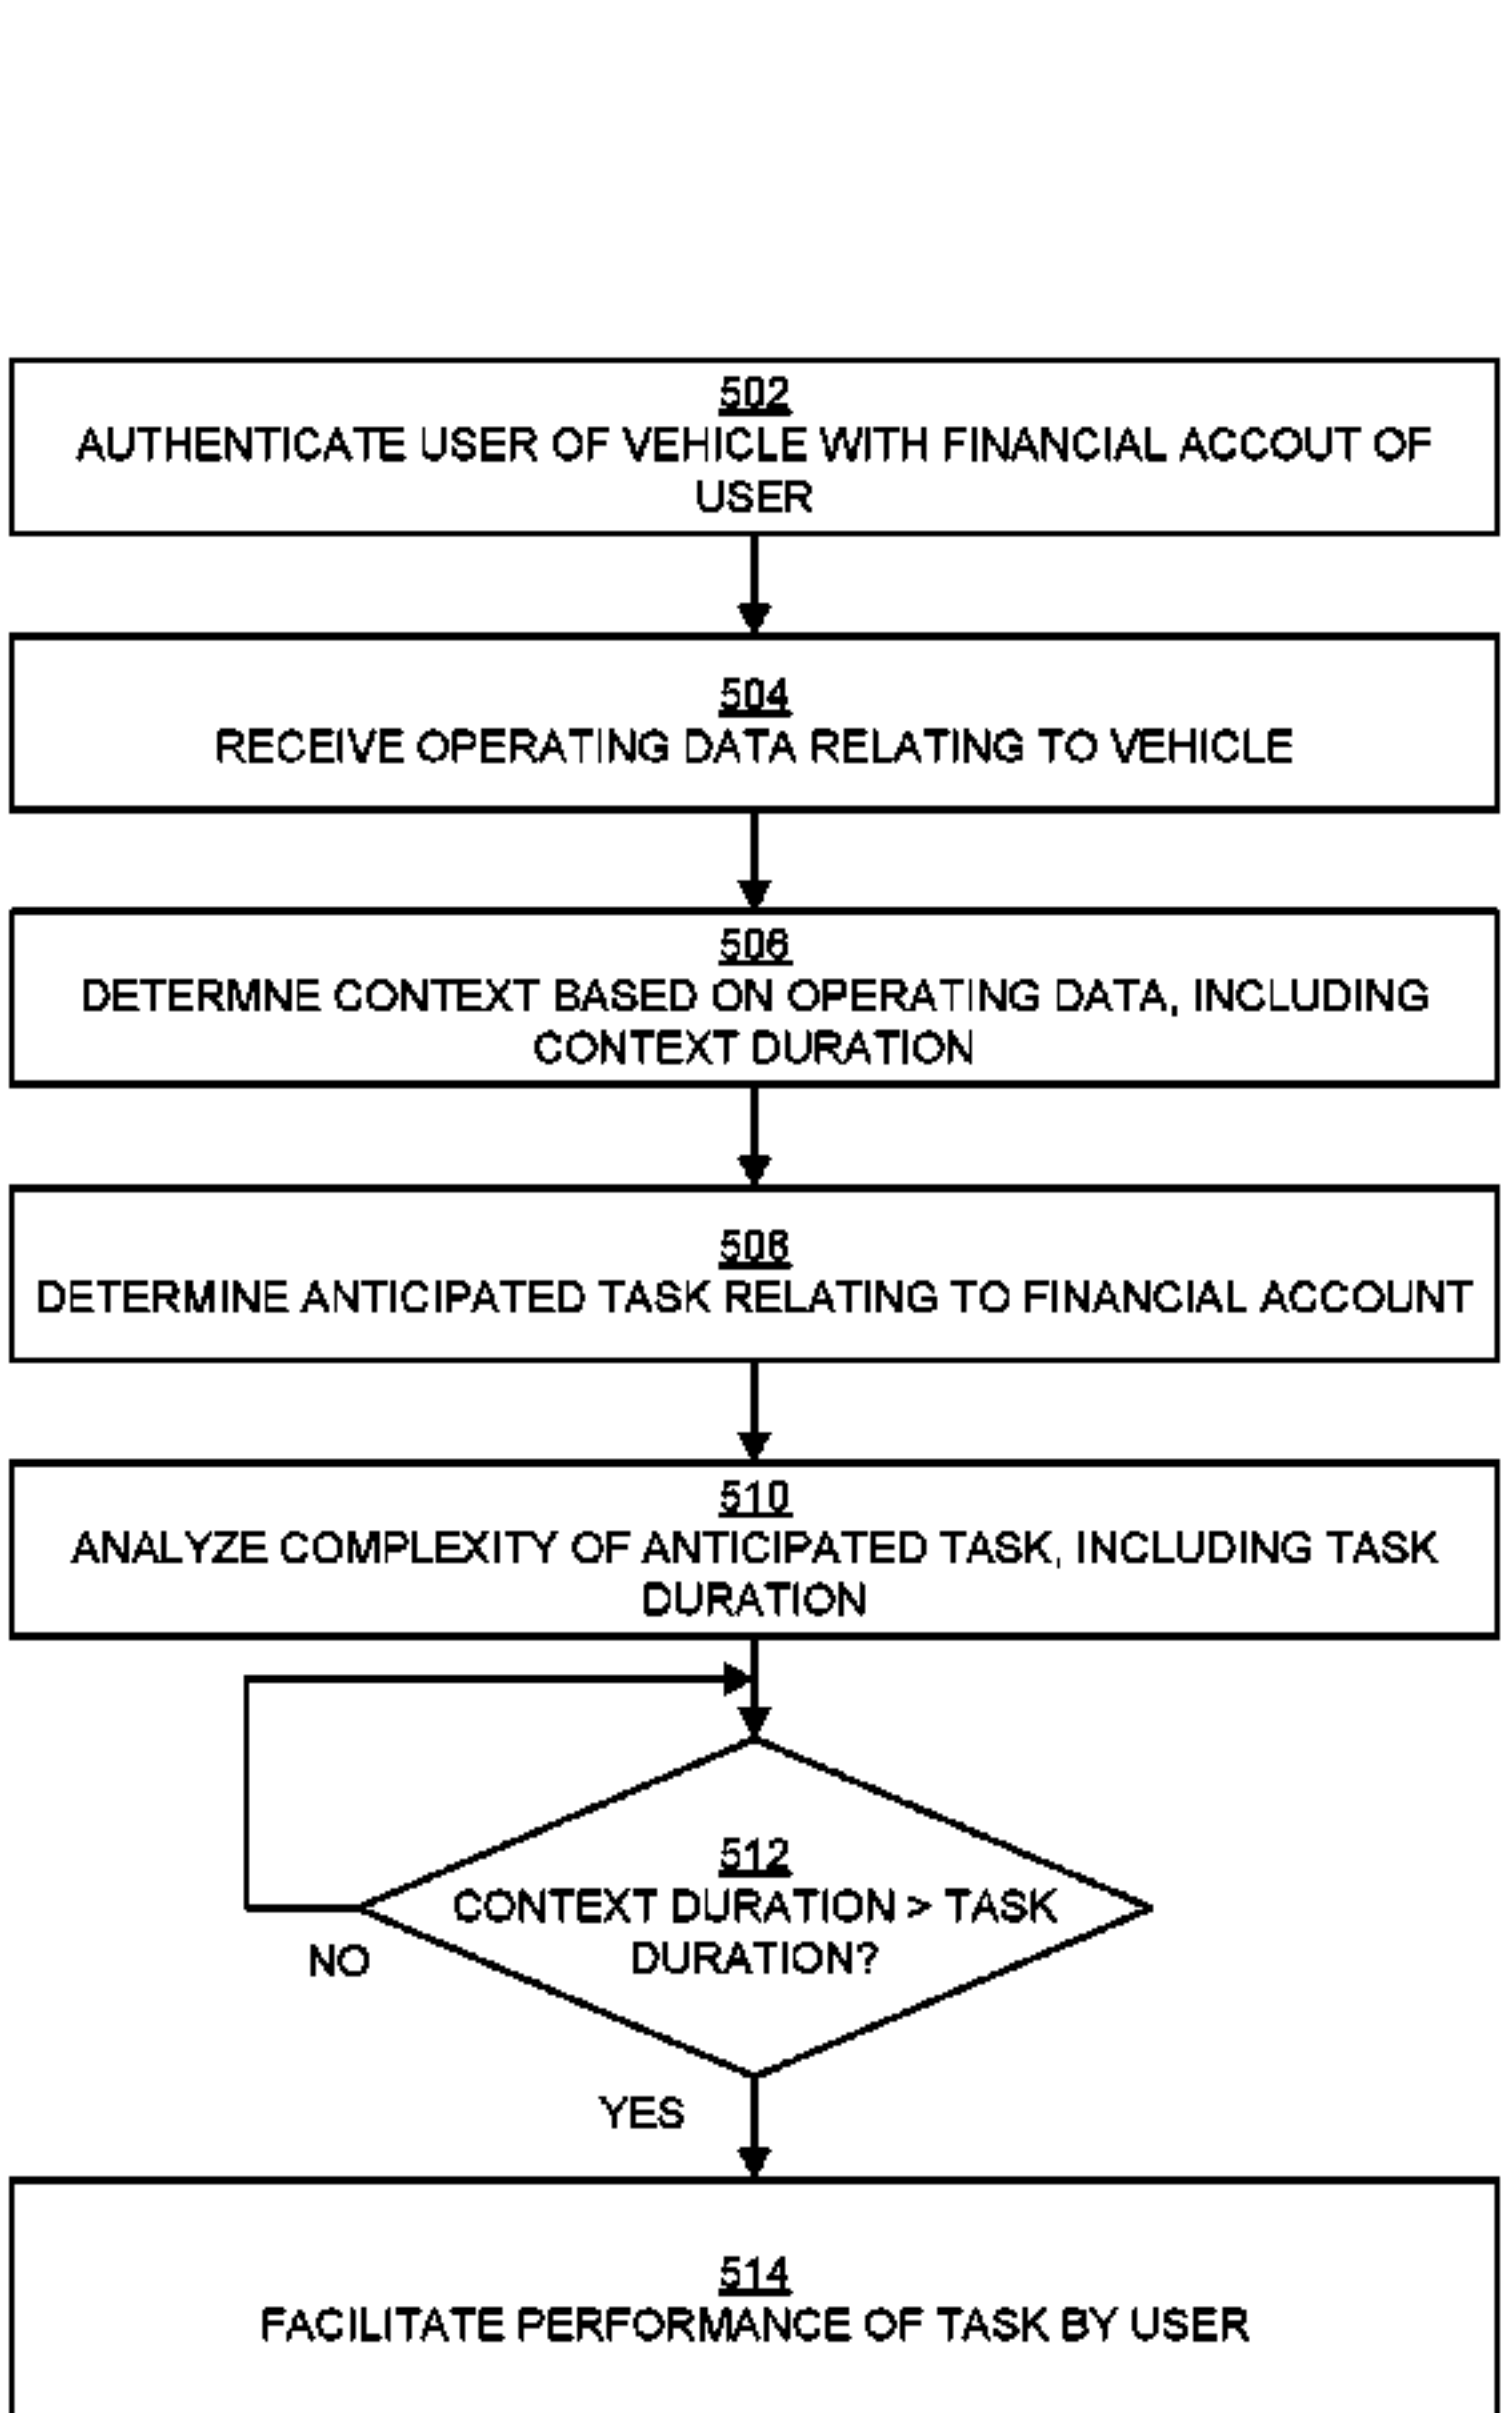 502
AUTHENTICATE USER OF VEHICLE WITH FINANCIAL ACCOUT OF
USER
504
RECEIVE OPERATING DATA RELATING TO VEHICLE
506
DETERMNE CONTEXT BASED ON OPERATING DATA, INCLUDING
CONTEXT DURATION
508
DETERMINE ANTICIPATED TASK RELATING TO FINANCIAL ACCOUNT
510
ANALYZE COMPLEXITY OF ANTICIPATED TASK, INCLUDING TASK
DURATION
512
CONTEXT DURATION > TASK
DURATION?
NO
YES
514
FACILITATE PERFORMANCE OF TASK BY USER